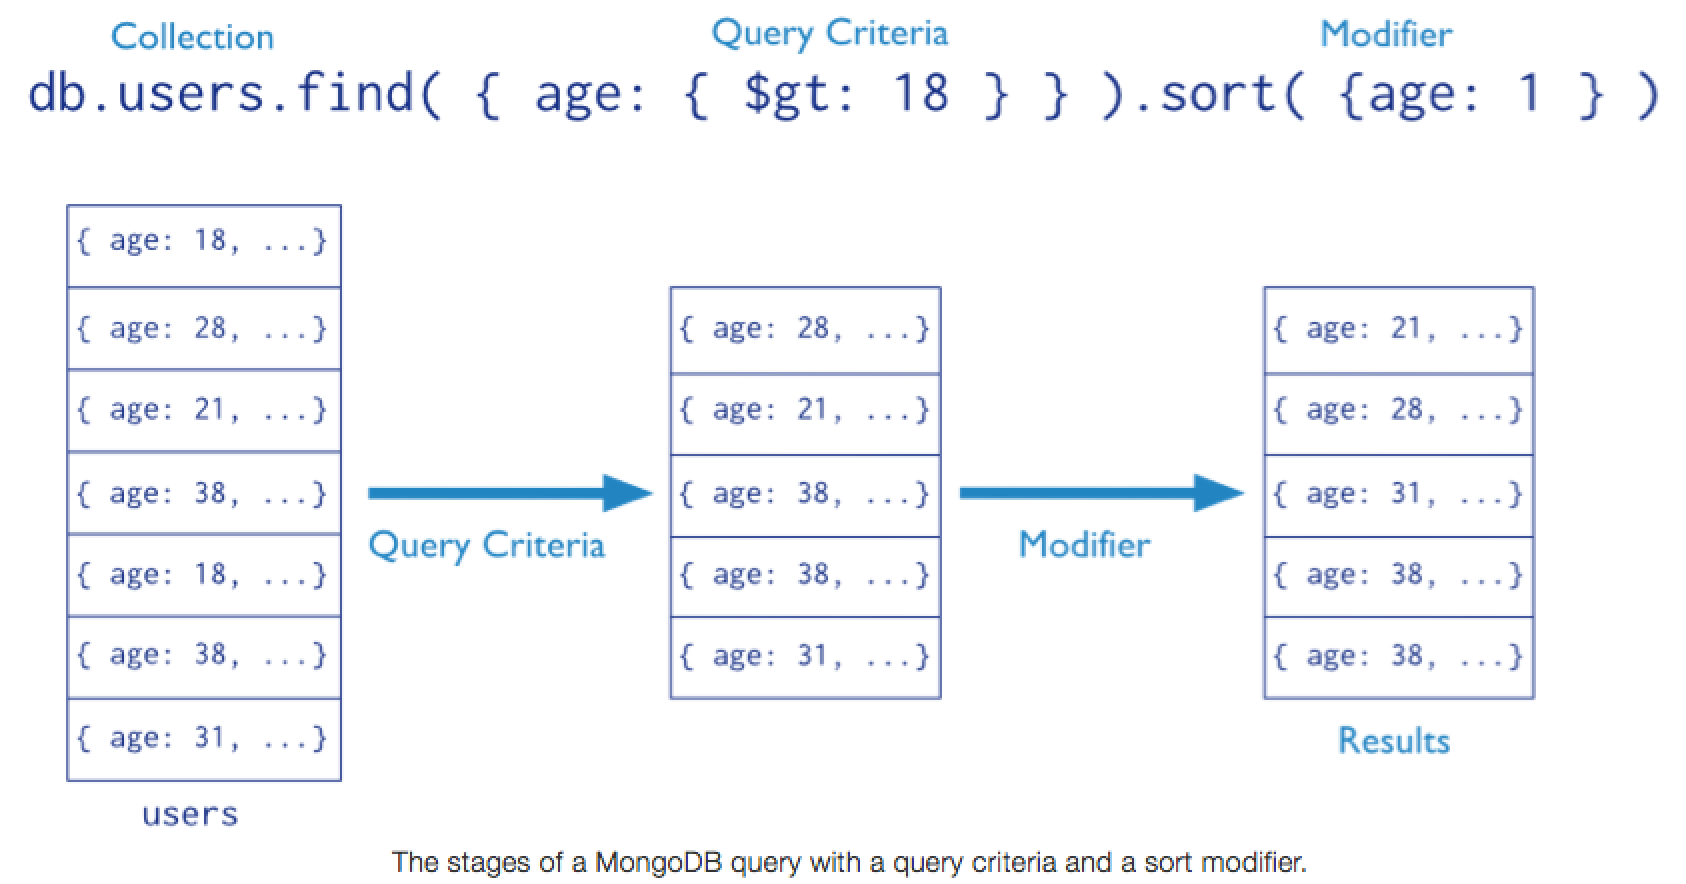 Collection Query Criteria Modifier
db.users.find( { age: { $gt: 18 } } ).sort( {age: 1 } )
{ age: 18, ...}
{ age: 28, ...}
{ age: 21, ...}
{ age: 38, ...}
{ age: 18, ...}
{ age: 38, ...}
{ age: 31, ...}
users
Query Criteria
{ age: 28, ...}
{ age: 21, ...}
{ age: 38, ...}
{ age: 38, ...}
{ age: 31, ...}
Modifier
{ age: 21, ...}
{ age: 28, ...}
{ age: 31, ...}
{ age: 38, ...}
{ age: 38, ...}
Results
The stages of a MongoDB query with a query criteria and a sort modifier.